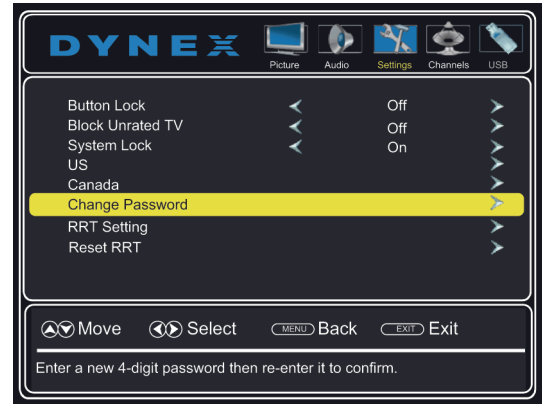 DYNEX
Picture Audio Settings Channels USB
Button Lock Off
Block Unrated TV Off
System Lock On
US
Canada
Change Password
RRT Setting
Reset RRT
Move Select MENU Back EXIT Exit
Enter a new 4-digit password then re-enter it to confirm.